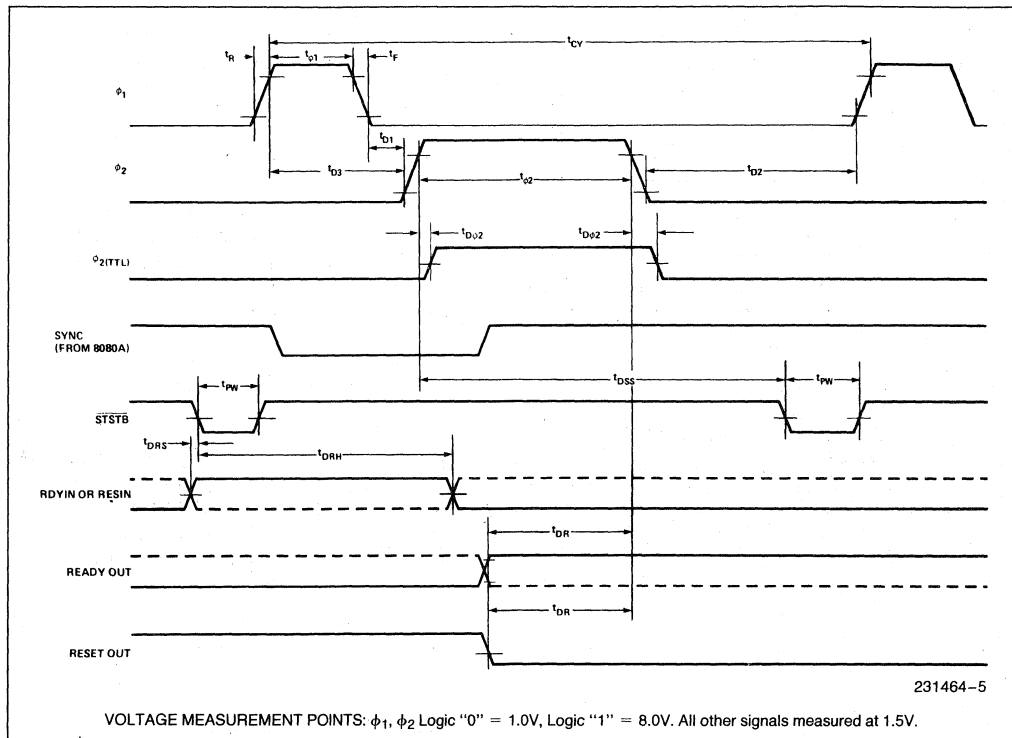 tCY
tR tφ1 tF
φ1
tD1
φ2 tD3 tφ2 tD2
tDφ2 tDφ2
φ2(TTL)
SYNC
(FROM 8080A)
tDSS
tPW tPW
STSTB
tDRS tDRH
RDYIN OR RESIN
tDR
READY OUT
tDR
RESET OUT
231464–5
VOLTAGE MEASUREMENT POINTS: φ1, φ2 Logic "0" = 1.0V, Logic "1" = 8.0V. All other signals measured at 1.5V.